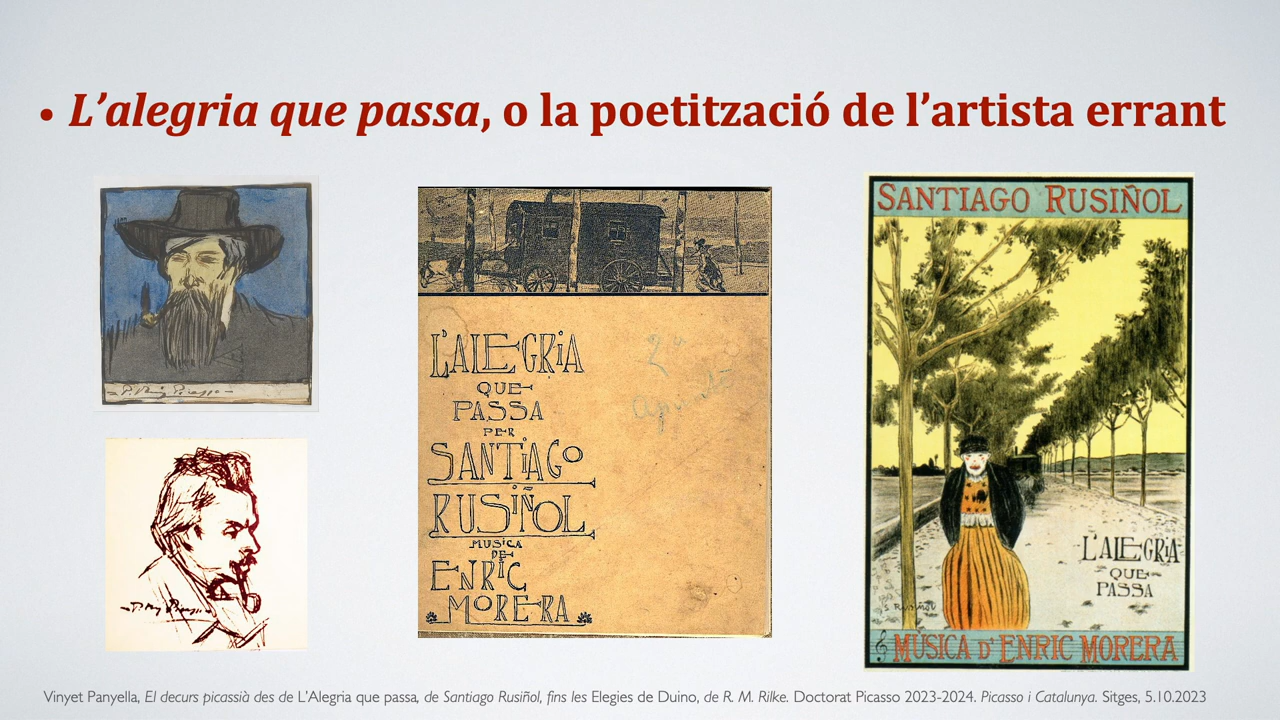 • L’alegria que passa, o la poetització de l’artista errant
L'ALEGRIA
QUE
PASSA
PER
SANTIAGO
RUSIÑOL
MUSICA
DE
ENRIC
MORERA
SANTIAGO RUSIÑOL
L'ALEGRIA
QUE
PASSA
S. Rusiñol
MÚSICA D'ENRIC MORERA
Vinyet Panyella, El decurs picassià des de L'Alegria que passa, de Santiago Rusiñol, fins les Elegies de Duino, de R. M. Rilke. Doctorat Picasso 2023-2024. Picasso i Catalunya. Sitges, 5.10.2023